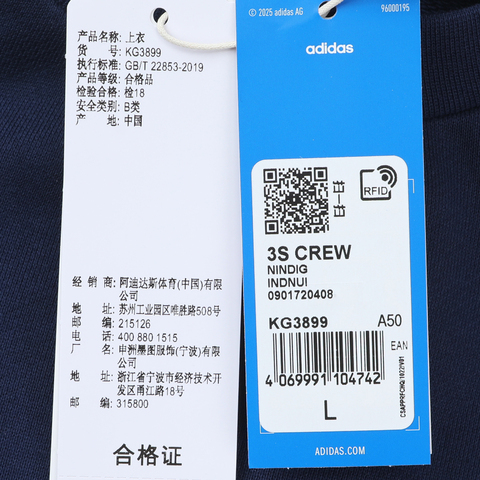 产品名称: 上衣
货 号: KG3899
执行标准: GB/T 22853-2019
产品等级: 合格品
检验合格: 检18
安全类别: B类
产 地: 中国
经 销 商: 阿迪达斯体育(中国)有限公司
地 址: 苏州工业园区唯胜路508号
邮 编: 215126
电 话: 400 880 1515
厂 名: 申洲墨图服饰(宁波)有限公司
地 址: 浙江省宁波市经济技术开发区甬江路18号
邮 编: 315800
合格证
© 2025 adidas AG
96000195
adidas
RFID
3S CREW
NINDIG
INDNUI
0901720408
KG3899 A50
EAN
4 069991 104742
L
ADIDAS.COM